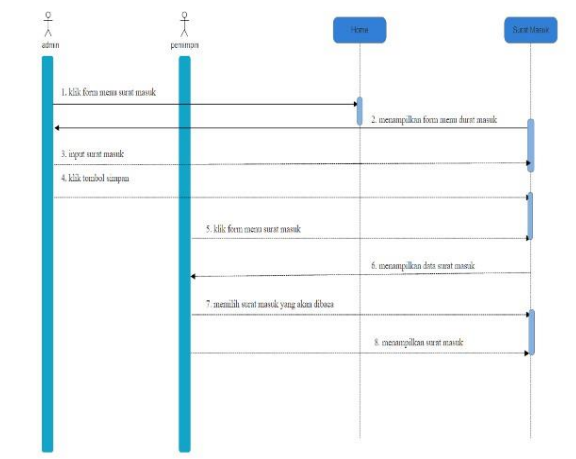 admin
pemimpin
Home
Surat Masuk
1. klik form menu surat masuk
2. menampilkan form menu durat masuk
3. input surat masuk
4. klik tombol simpan
5. klik form menu surat masuk
6. menampilkan data surat masuk
7. memilih surat masuk yang akan dibaca
8. menampilkan surat masuk